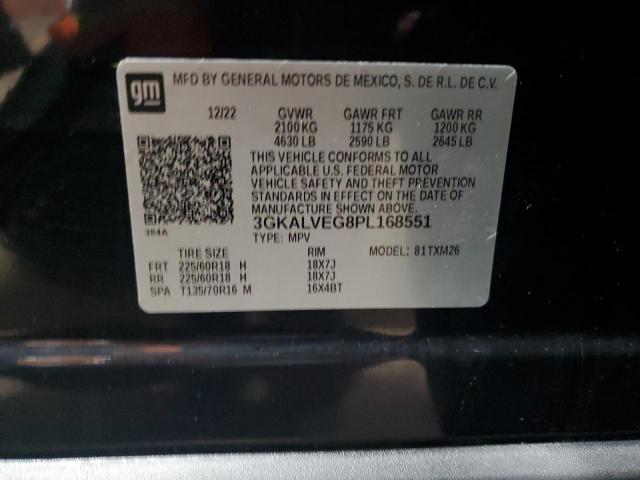 gm
MFD BY GENERAL MOTORS DE MEXICO, S. DE R.L. DE C.V.
12/22 GVWR GAWR FRT GAWR RR
2100 KG 1175 KG 1200 KG
4630 LB 2590 LB 2645 LB
THIS VEHICLE CONFORMS TO ALL
APPLICABLE U.S. FEDERAL MOTOR
VEHICLE SAFETY AND THEFT PREVENTION
STANDARDS IN EFFECT ON THE DATE OF
MANUFACTURE SHOWN ABOVE.
3GKALVEG8PL168551
384A
TYPE: MPV MODEL: 81TXM26
TIRE SIZE RIM
FRT 225/60R18 H 18X7J
RR 225/60R18 H 18X7J
SPA T135/70R16 M 16X4BT